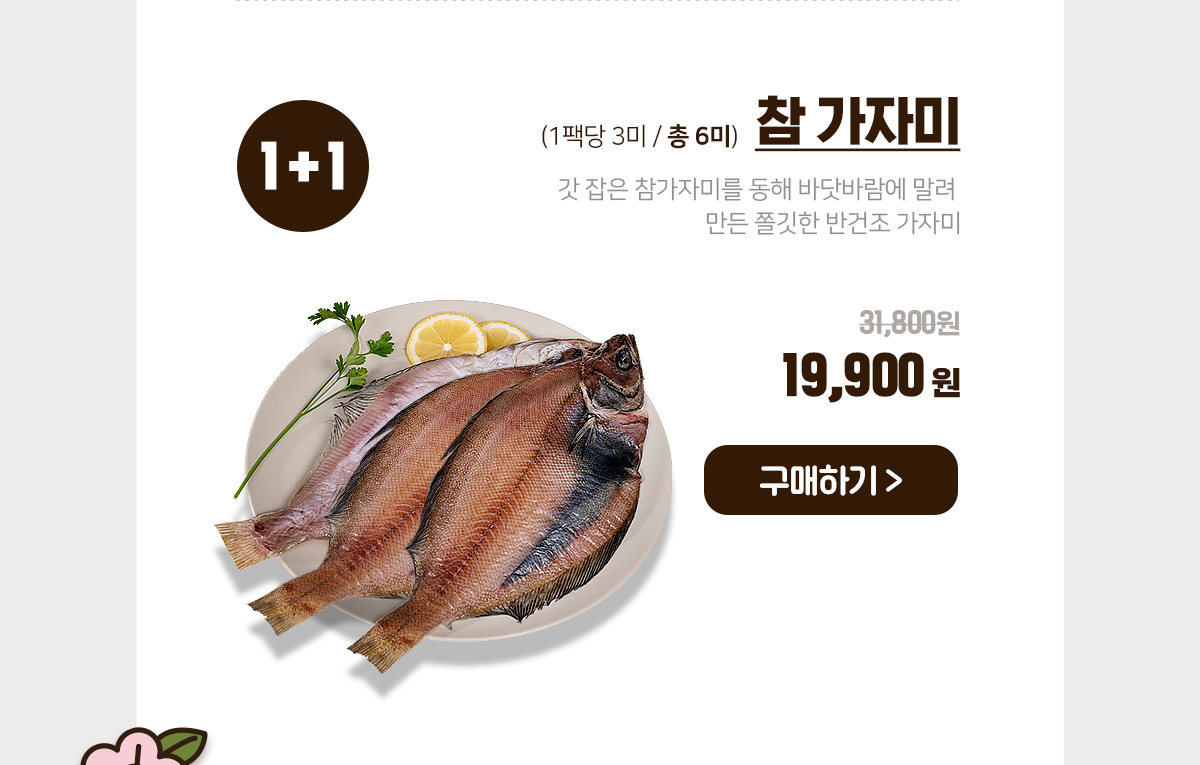 1+1
(1팩당 3미 / 총 6미) 참 가자미
갓 잡은 참가자미를 동해 바닷바람에 말려
만든 쫄깃한 반건조 가자미
31,800원
19,900 원
구매하기 >